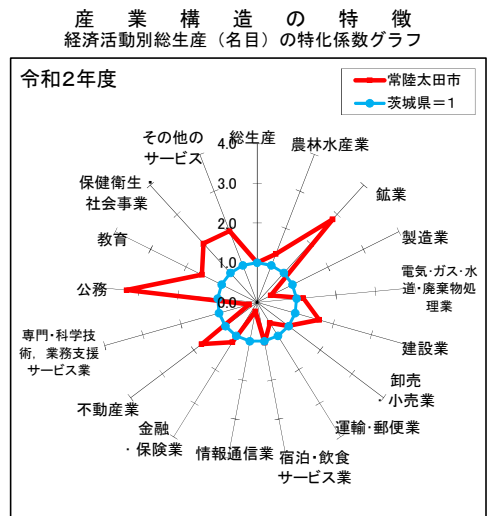 産業構造の特徴
経済活動別総生産（名目）の特化係数グラフ
令和２年度
常陸太田市
茨城県＝１
4.0
3.0
2.0
1.0
0.0
総生産
農林水産業
鉱業
製造業
電気･ガス･水
道･廃棄物処
理業
建設業
卸売
・小売業
運輸･郵便業
宿泊･飲食
サービス業
情報通信業
金融
・保険業
不動産業
専門･科学技
術，業務支援
サービス業
公務
教育
保健衛生・
社会事業
その他の
サービス